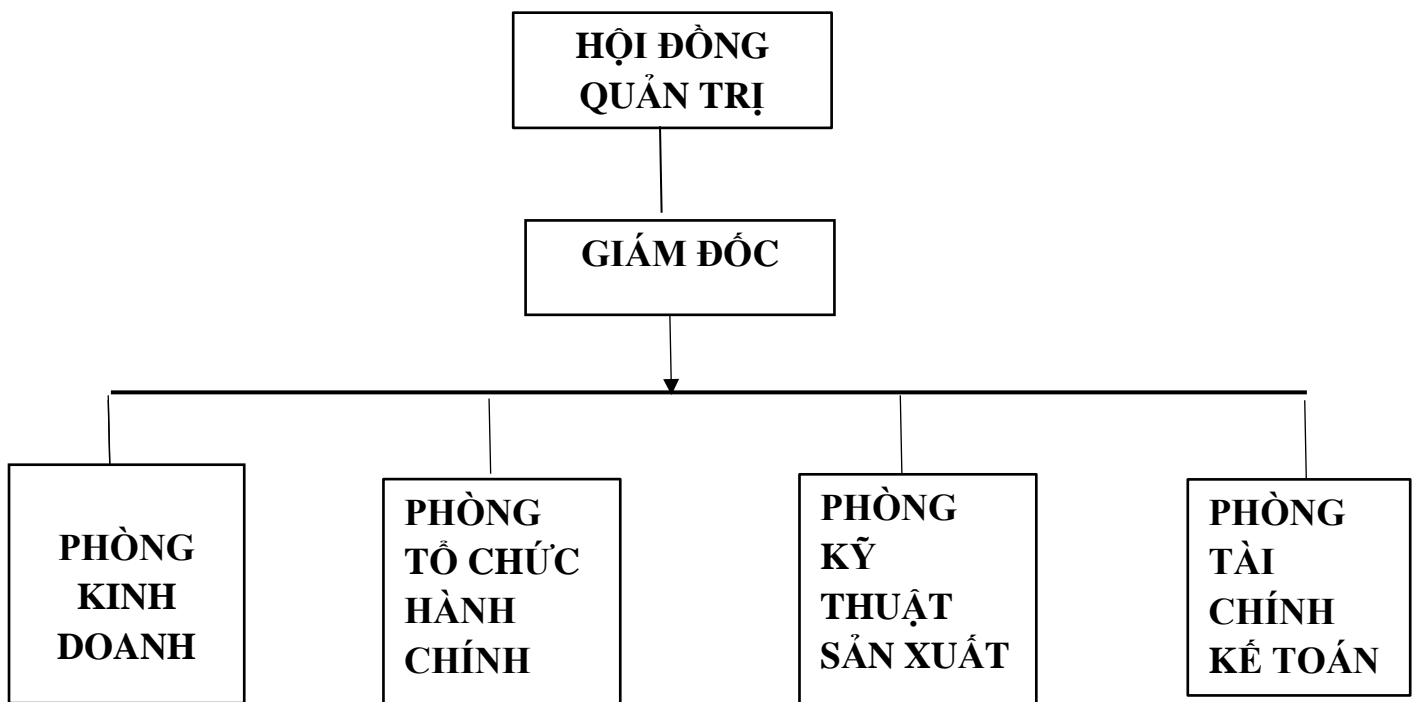 HỘI ĐỒNG
QUẢN TRỊ
GIÁM ĐỐC
PHÒNG
KINH
DOANH
PHÒNG
TỔ CHỨC
HÀNH
CHÍNH
PHÒNG
KỸ
THUẬT
SẢN XUẤT
PHÒNG
TÀI
CHÍNH
KẾ TOÁN